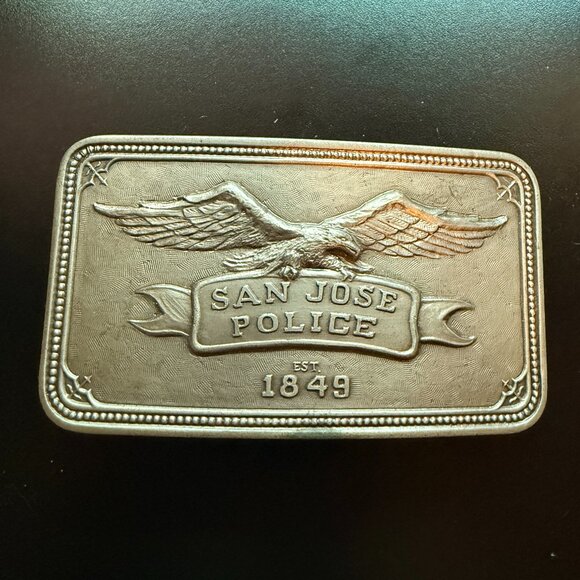 SAN JOSE
POLICE
EST.
1849